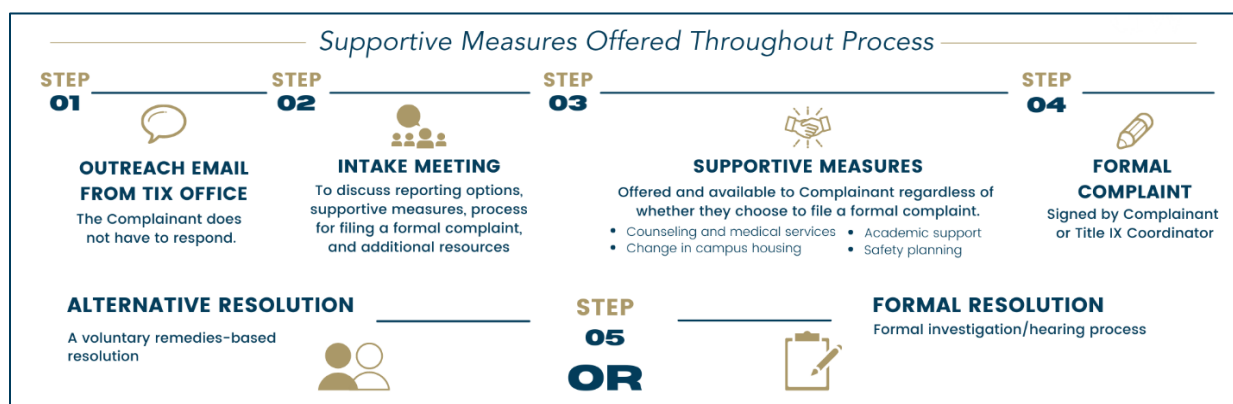 Supportive Measures Offered Throughout Process
STEP
01
OUTREACH EMAIL
FROM TIX OFFICE
The Complainant does
not have to respond.
STEP
02
INTAKE MEETING
To discuss reporting options,
supportive measures, process
for filing a formal complaint,
and additional resources
STEP
03
SUPPORTIVE MEASURES
Offered and available to Complainant regardless of
whether they choose to file a formal complaint.
• Counseling and medical services
• Change in campus housing
• Academic support
• Safety planning
STEP
04
FORMAL
COMPLAINT
Signed by Complainant
or Title IX Coordinator
ALTERNATIVE RESOLUTION
A voluntary remedies-based
resolution
STEP
05
OR
FORMAL RESOLUTION
Formal investigation/hearing process